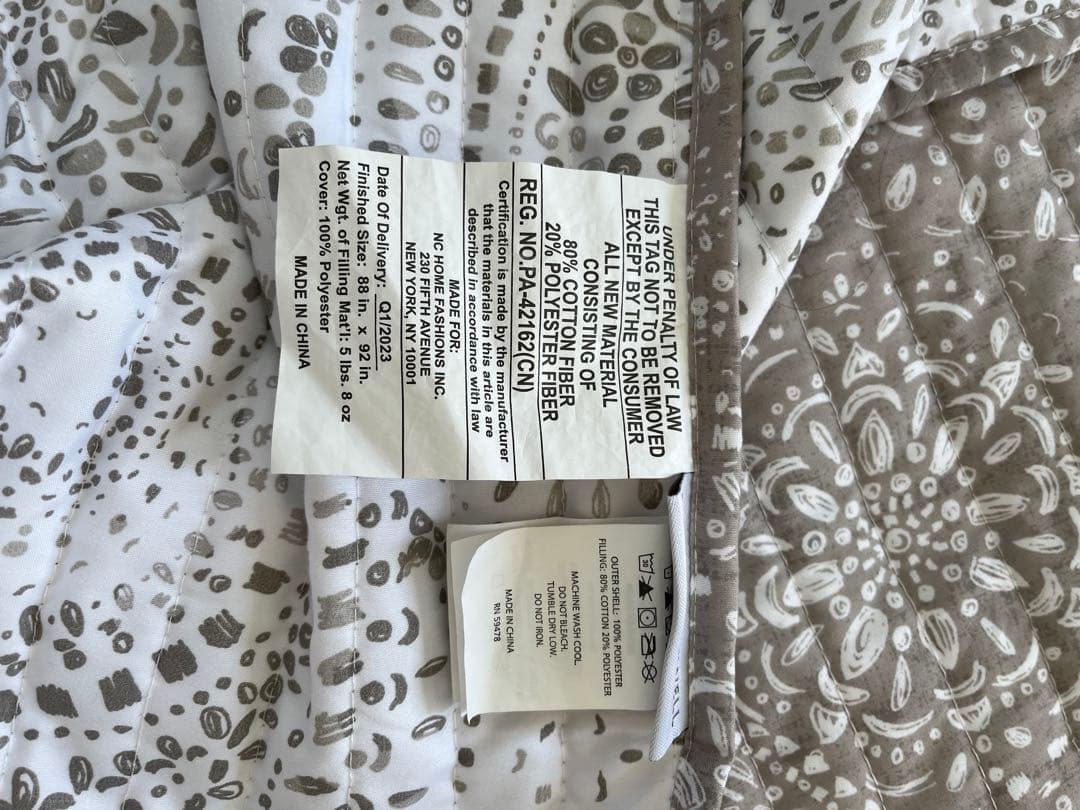 UNDER PENALTY OF LAW
THIS TAG NOT TO BE REMOVED
EXCEPT BY THE CONSUMER
ALL NEW MATERIAL
CONSISTING OF
80% COTTON FIBER
20% POLYESTER FIBER
REG. NO.PA-42162(CN)
Certification is made by the manufacturer
that the materials in this article are
described in accordance with law
MADE FOR:
NC HOME FASHIONS INC.
230 FIFTH AVENUE
NEW YORK, NY 10001
Date Of Delivery: Q1/2023
Finished Size: 88 in. x 92 in.
Net Wgt. of Filling Mat'l: 5 lbs. 8 oz
Cover: 100% Polyester
MADE IN CHINA
30
OUTER SHELL: 100% POLYESTER
FILLING: 80% COTTON 20% POLYESTER
MACHINE WASH COOL.
DO NOT BLEACH.
TUMBLE DRY LOW.
DO NOT IRON.
MADE IN CHINA
RN 59478